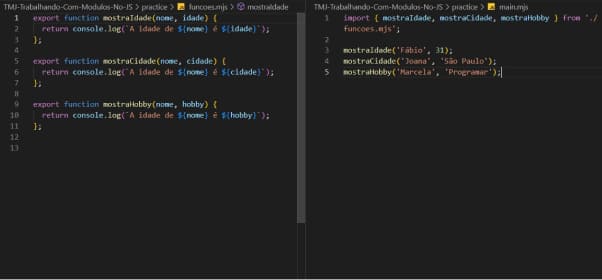 TMJ-Trabalhando-Com-Modulos-No-JS > practice > funcoes.mjs > mostraIdade
1 export function mostraIdade(nome, idade) {
2 return console.log(`A idade de ${nome} é ${idade}`);
3 };
4
5 export function mostraCidade(nome, cidade) {
6 return console.log(`A idade de ${nome} é ${cidade}`);
7 };
8
9 export function mostraHobby(nome, hobby) {
10 return console.log(`A idade de ${nome} é ${hobby}`);
11 };
12
13
TMJ-Trabalhando-Com-Modulos-No-JS > practice > main.mjs
1 import { mostraIdade, mostraCidade, mostraHobby } from './
funcoes.mjs';
2
3 mostraIdade('Fábio', 31);
4 mostraCidade('Joana', 'São Paulo');
5 mostraHobby('Marcela', 'Programar');